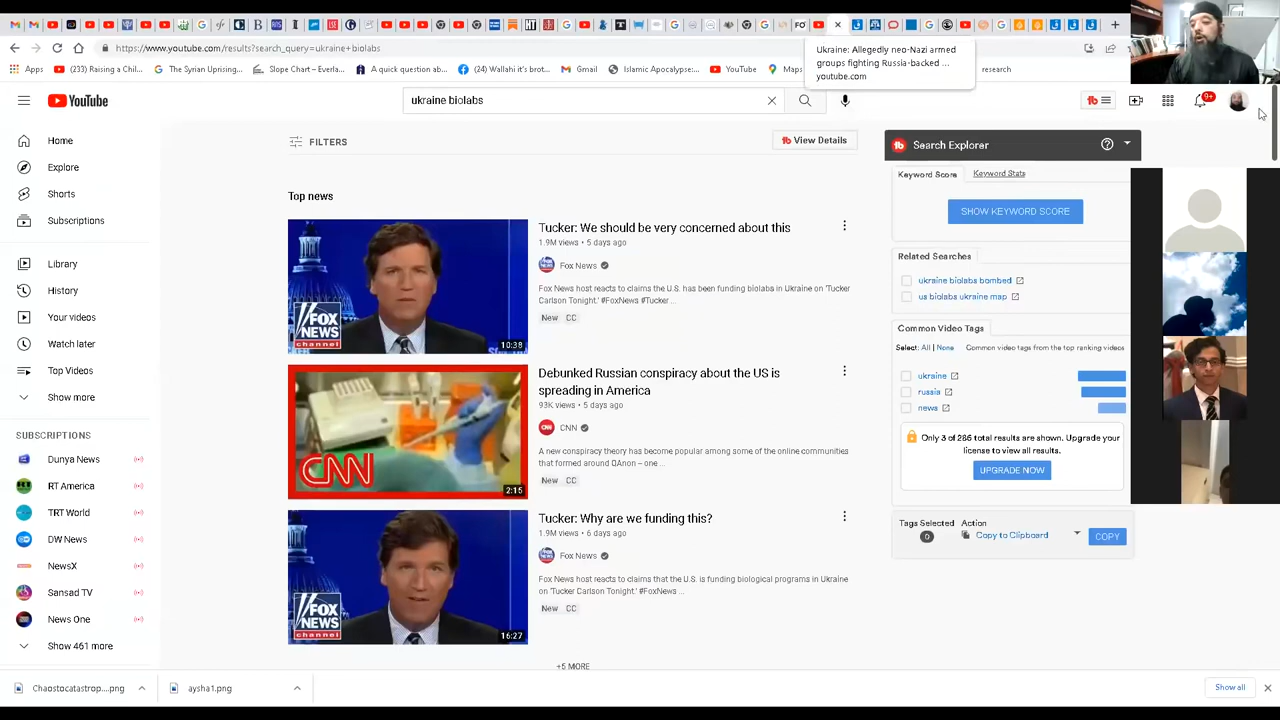 https://www.youtube.com/results?search_query=ukraine+biolabs
Ukraine: Allegedly neo-Nazi armed
groups fighting Russia-backed ...
youtube.com
Apps
(233) Raising a Chil...
The Syrian Uprising...
Slope Chart – Everla...
A quick question ab...
(24) Wallahi it's brot...
Gmail
Islamic Apocalypse:...
YouTube
Maps
research
YouTube
ukraine biolabs
9+
Home
Explore
Shorts
Subscriptions
Library
History
Your videos
Watch later
Top Videos
Show more
SUBSCRIPTIONS
Dunya News
RT America
TRT World
DW News
NewsX
Sansad TV
News One
Show 461 more
FILTERS
View Details
Top news
FOX
NEWS
channel
10:38
Tucker: We should be very concerned about this
1.9M views • 5 days ago
Fox News
Fox News host reacts to claims the U.S. has been funding biolabs in Ukraine on 'Tucker
Carlson Tonight.' #FoxNews #Tucker ...
New CC
CNN
2:15
Debunked Russian conspiracy about the US is
spreading in America
93K views • 5 days ago
CNN
A new conspiracy theory has become popular among some of the online communities
that formed around QAnon – one ...
New CC
FOX
NEWS
channel
16:27
Tucker: Why are we funding this?
1.9M views • 6 days ago
Fox News
Fox News host reacts to claims that the U.S. is funding biological programs in Ukraine
on 'Tucker Carlson Tonight.' #FoxNews ...
New CC
+5 MORE
Search Explorer
Keyword Score
Keyword Stats
SHOW KEYWORD SCORE
Related Searches
ukraine biolabs bombed
us biolabs ukraine map
Common Video Tags
Select: All | None
Common video tags from the top ranking videos
ukraine
russia
news
Only 3 of 286 total results are shown. Upgrade your
license to view all results.
UPGRADE NOW
Tags Selected
0
Action
Copy to Clipboard
COPY
Chaostocatastrop....png
aysha1.png
Show all